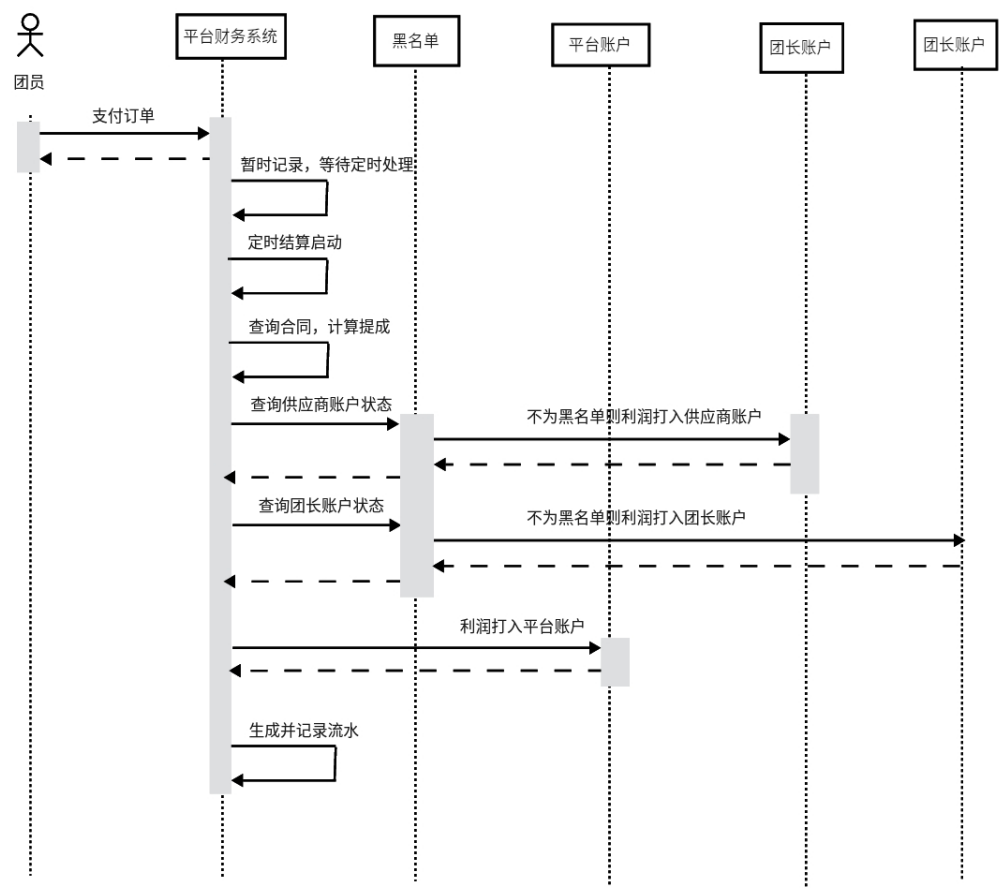 团员
平台财务系统
黑名单
平台账户
团长账户
团长账户
支付订单
暂时记录，等待定时处理
定时结算启动
查询合同，计算提成
查询供应商账户状态
不为黑名单则利润打入供应商账户
查询团长账户状态
不为黑名单则利润打入团长账户
利润打入平台账户
生成并记录流水